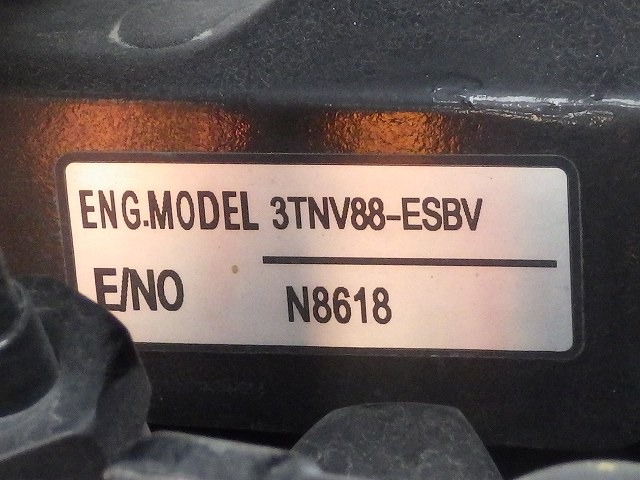 ENG.MODEL 3TNV88-ESBV
E/NO N8618